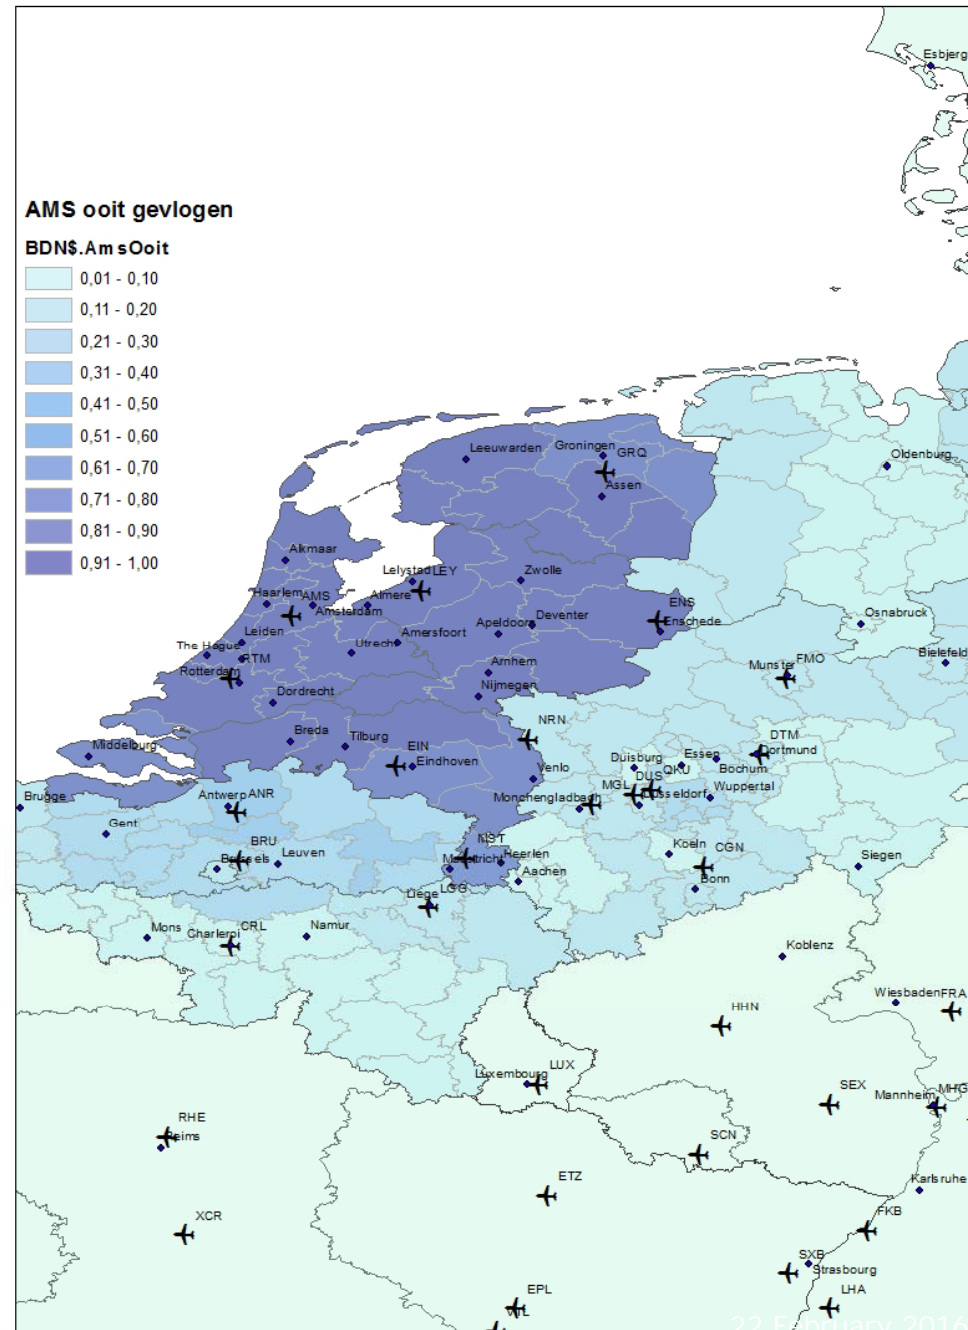 Esbjerg
AMS ooit gevlogen
BDN$.AmsOoit
0,01 - 0,10
0,11 - 0,20
0,21 - 0,30
0,31 - 0,40
0,41 - 0,50
0,51 - 0,60
0,61 - 0,70
0,71 - 0,80
0,81 - 0,90
0,91 - 1,00
Leeuwarden
Groningen
GRQ
Oldenburg
Assen
Alkmaar
Lelystad
LEY
Zwolle
Haarlem
AMS
Almere
Amsterdam
ENS
Deventer
Apeldoorn
Enschede
Osnabruck
Leiden
Utrecht
Amersfoort
The Hague
RTM
Rotterdam
Arnhem
Munster
FMO
Bielefeld
Nijmegen
Dordrecht
NRN
Breda
Tilburg
EIN
DTM
Middelburg
Eindhoven
Venlo
Duisburg
Essen
Dortmund
QKU
Bochum
DUS
MGL
Wuppertal
Brugge
Antwerp
ANR
Monchengladbach
Gent
BRU
MST
Koeln
CGN
Brussels
Leuven
Maastricht
Heerlen
Aachen
Siegen
Bonn
LGG
Liege
Mons
CRL
Charleroi
Namur
Koblenz
Wiesbaden
FRA
HHN
LUX
Luxembourg
SEX
Mannheim
MHG
RHE
Reims
SCN
ETZ
Karlsruhe
XCR
FKB
SXB
Strasbourg
EPL
LHA
22 February 2016